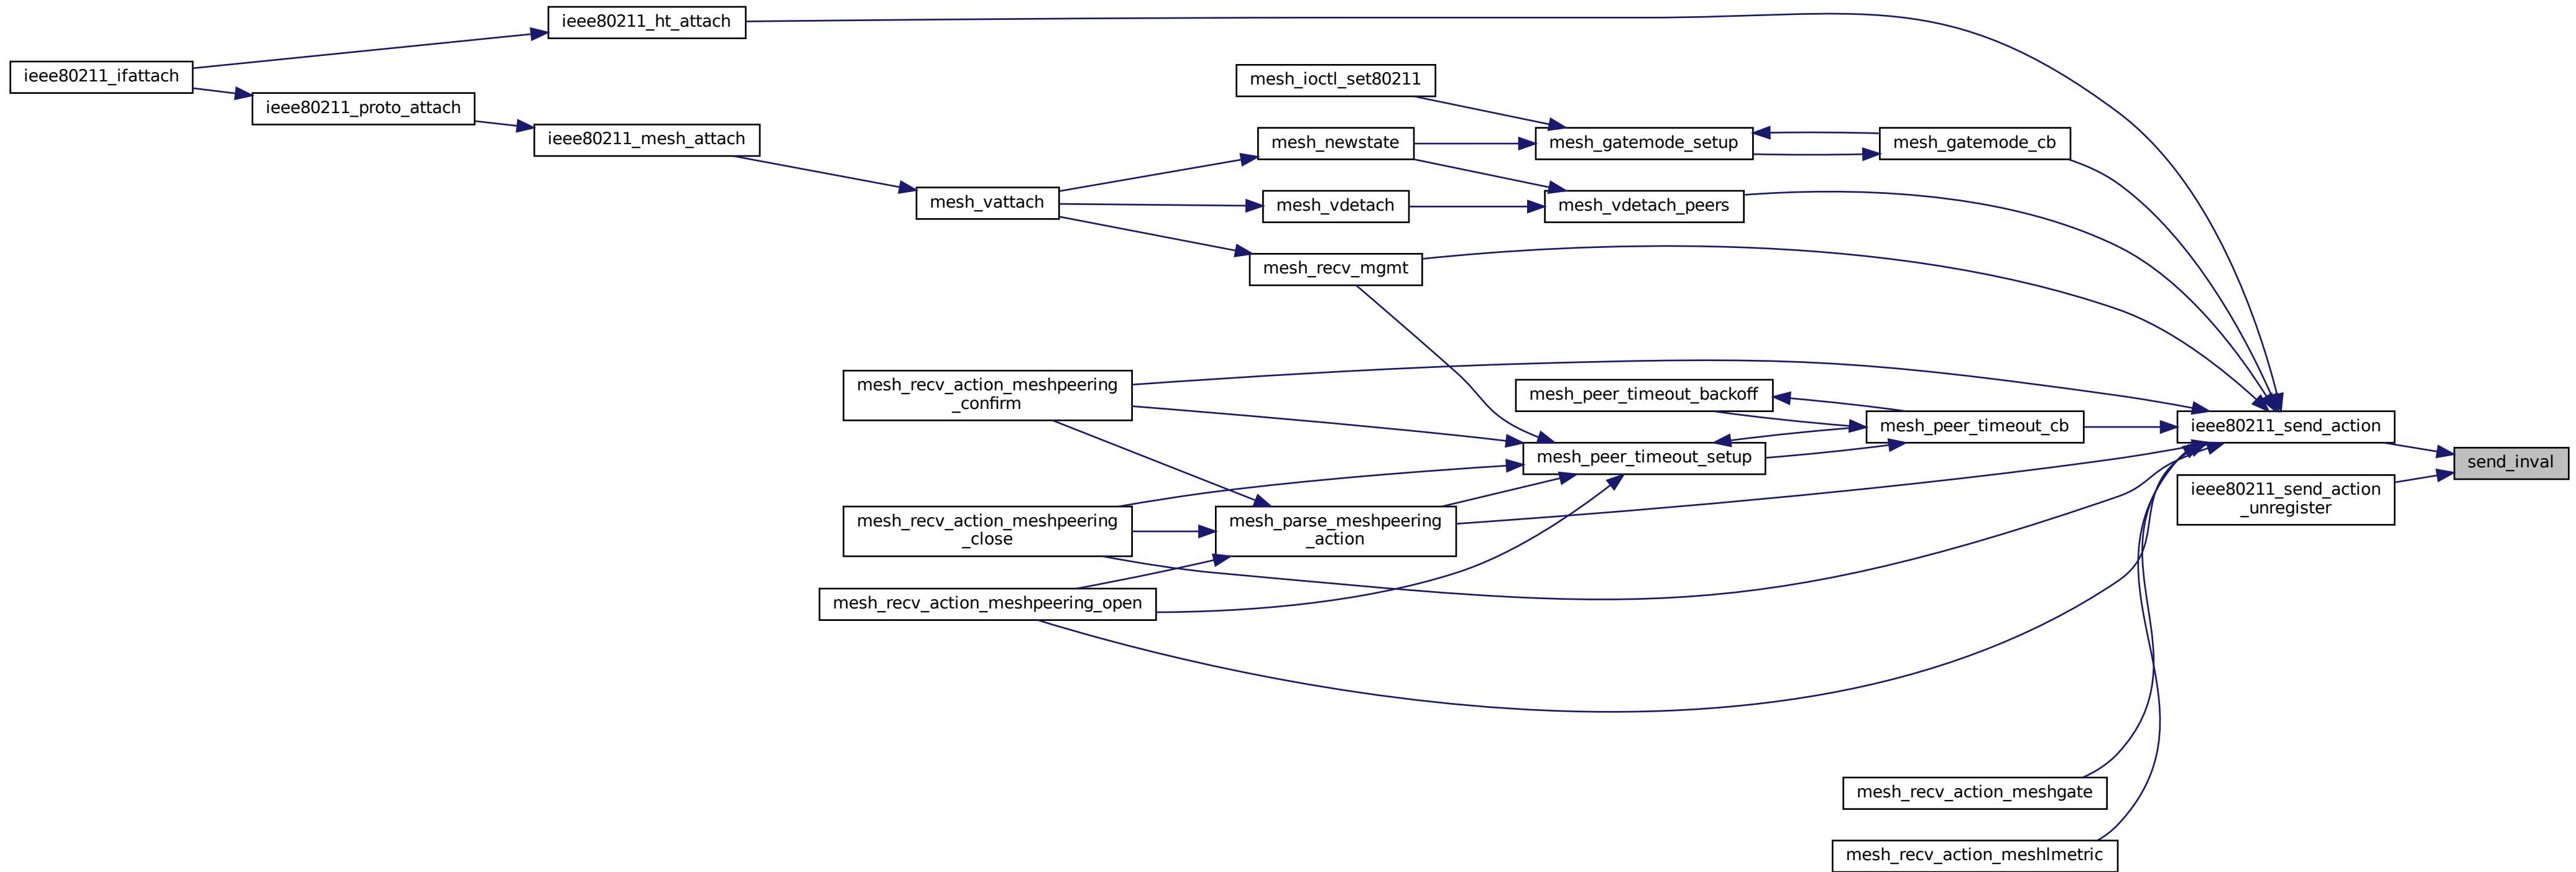 ieee80211_ht_attach
ieee80211_ifattach
mesh_ioctl_set80211
ieee80211_proto_attach
ieee80211_mesh_attach
mesh_newstate
mesh_gatemode_setup
mesh_gatemode_cb
mesh_vattach
mesh_vdetach
mesh_vdetach_peers
mesh_recv_mgmt
mesh_recv_action_meshpeering
_confirm
mesh_peer_timeout_backoff
mesh_peer_timeout_cb
ieee80211_send_action
mesh_peer_timeout_setup
send_inval
ieee80211_send_action
_unregister
mesh_recv_action_meshpeering
_close
mesh_parse_meshpeering
_action
mesh_recv_action_meshpeering_open
mesh_recv_action_meshgate
mesh_recv_action_meshlmetric